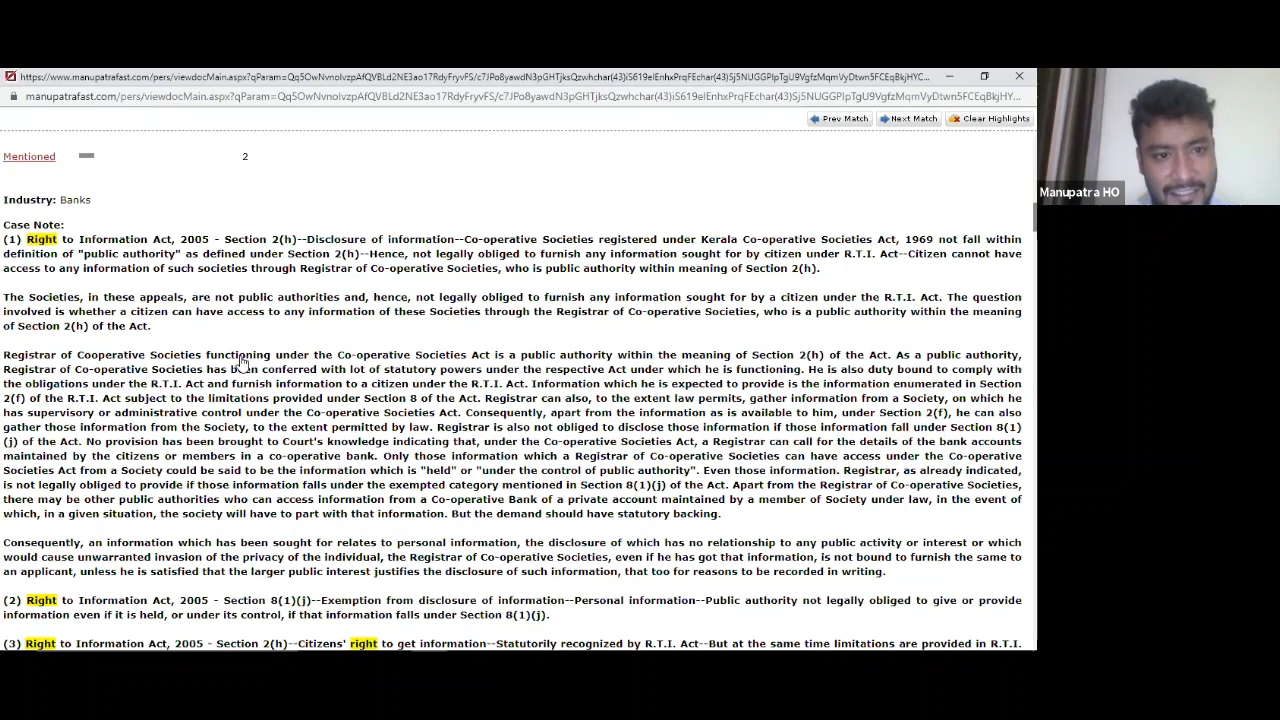 https://www.manupatrafast.com/pers/viewdocMain.aspx?qParam=
manupatrafast.com/pers/viewdocMain.aspx?qParam=
Prev Match Next Match Clear Highlights
Mentioned 2
Industry: Banks
Case Note:
(1) Right to Information Act, 2005 - Section 2(h)--Disclosure of information--Co-operative Societies registered under Kerala Co-operative Societies Act, 1969 not fall within
definition of "public authority" as defined under Section 2(h)--Hence, not legally obliged to furnish any information sought for by citizen under R.T.I. Act--Citizen cannot have
access to any information of such societies through Registrar of Co-operative Societies, who is public authority within meaning of Section 2(h).
The Societies, in these appeals, are not public authorities and, hence, not legally obliged to furnish any information sought for by a citizen under the R.T.I. Act. The question
involved is whether a citizen can have access to any information of these Societies through the Registrar of Co-operative Societies, who is a public authority within the meaning
of Section 2(h) of the Act.
Registrar of Cooperative Societies functioning under the Co-operative Societies Act is a public authority within the meaning of Section 2(h) of the Act. As a public authority,
Registrar of Co-operative Societies has been conferred with lot of statutory powers under the respective Act under which he is functioning. He is also duty bound to comply with
the obligations under the R.T.I. Act and furnish information to a citizen under the R.T.I. Act. Information which he is expected to provide is the information enumerated in Section
2(f) of the R.T.I. Act subject to the limitations provided under Section 8 of the Act. Registrar can also, to the extent law permits, gather information from a Society, on which he
has supervisory or administrative control under the Co-operative Societies Act. Consequently, apart from the information as is available to him, under Section 2(f), he can also
gather those information from the Society, to the extent permitted by law. Registrar is also not obliged to disclose those information if those information fall under Section 8(1)
(j) of the Act. No provision has been brought to Court's knowledge indicating that, under the Co-operative Societies Act, a Registrar can call for the details of the bank accounts
maintained by the citizens or members in a co-operative bank. Only those information which a Registrar of Co-operative Societies can have access under the Co-operative
Societies Act from a Society could be said to be the information which is "held" or "under the control of public authority". Even those information. Registrar, as already indicated,
is not legally obliged to provide if those information falls under the exempted category mentioned in Section 8(1)(j) of the Act. Apart from the Registrar of Co-operative Societies,
there may be other public authorities who can access information from a Co-operative Bank of a private account maintained by a member of Society under law, in the event of
which, in a given situation, the society will have to part with that information. But the demand should have statutory backing.
Consequently, an information which has been sought for relates to personal information, the disclosure of which has no relationship to any public activity or interest or which
would cause unwarranted invasion of the privacy of the individual, the Registrar of Co-operative Societies, even if he has got that information, is not bound to furnish the same to
an applicant, unless he is satisfied that the larger public interest justifies the disclosure of such information, that too for reasons to be recorded in writing.
(2) Right to Information Act, 2005 - Section 8(1)(j)--Exemption from disclosure of information--Personal information--Public authority not legally obliged to give or provide
information even if it is held, or under its control, if that information falls under Section 8(1)(j).
(3) Right to Information Act, 2005 - Section 2(h)--Citizens' right to get information--Statutorily recognized by R.T.I. Act--But at the same time limitations are provided in R.T.I.
Manupatra HO